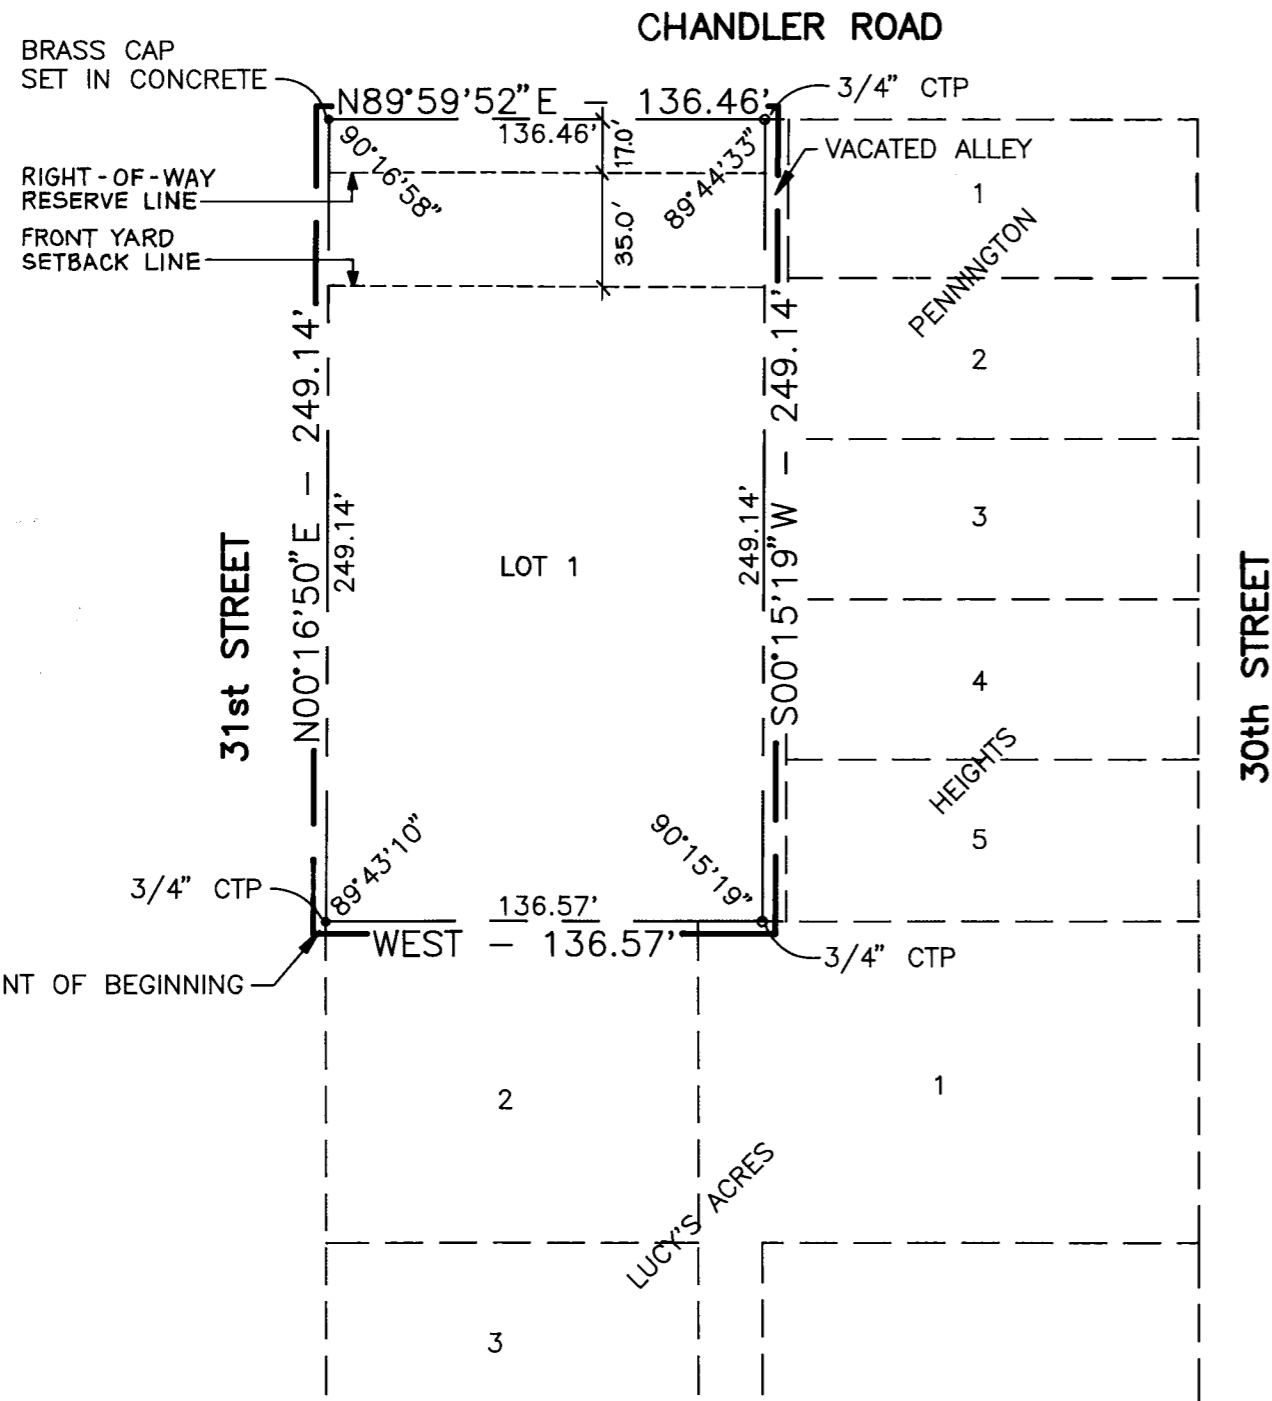 CHANDLER ROAD
BRASS CAP
SET IN CONCRETE
N89°59'52"E - 136.46'
3/4" CTP
136.46'
17.0'
90°16'58"
89°44'33"
VACATED ALLEY
RIGHT-OF-WAY
RESERVE LINE
1
FRONT YARD
SETBACK LINE
35.0'
PENNINGTON
2
N00°16'50"E - 249.14'
249.14'
S00°15'19"W - 249.14'
249.14'
3
LOT 1
31st STREET
30th STREET
4
HEIGHTS
5
89°43'10"
90°15'19"
3/4" CTP
136.57'
WEST - 136.57'
3/4" CTP
NT OF BEGINNING
2
1
LUCY'S ACRES
3